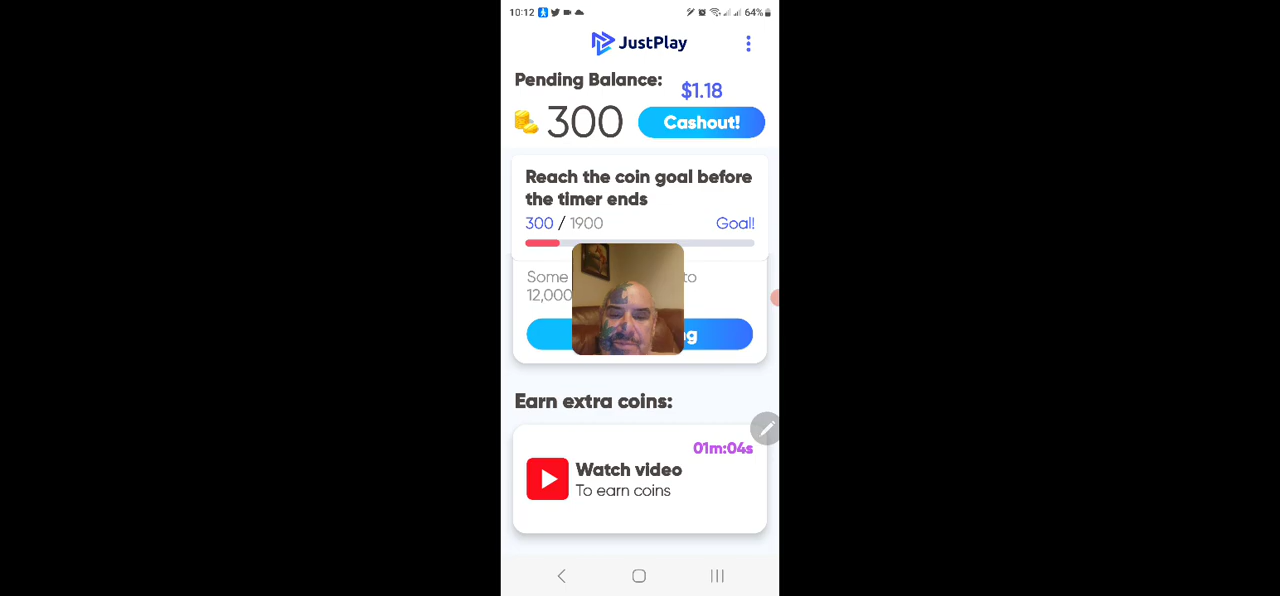 10:12
64%
JustPlay
Pending Balance:
$1.18
300
Cashout!
Reach the coin goal before
the timer ends
300 / 1900
Goal!
Some to
12,000
g
Earn extra coins:
01m:04s
Watch video
To earn coins